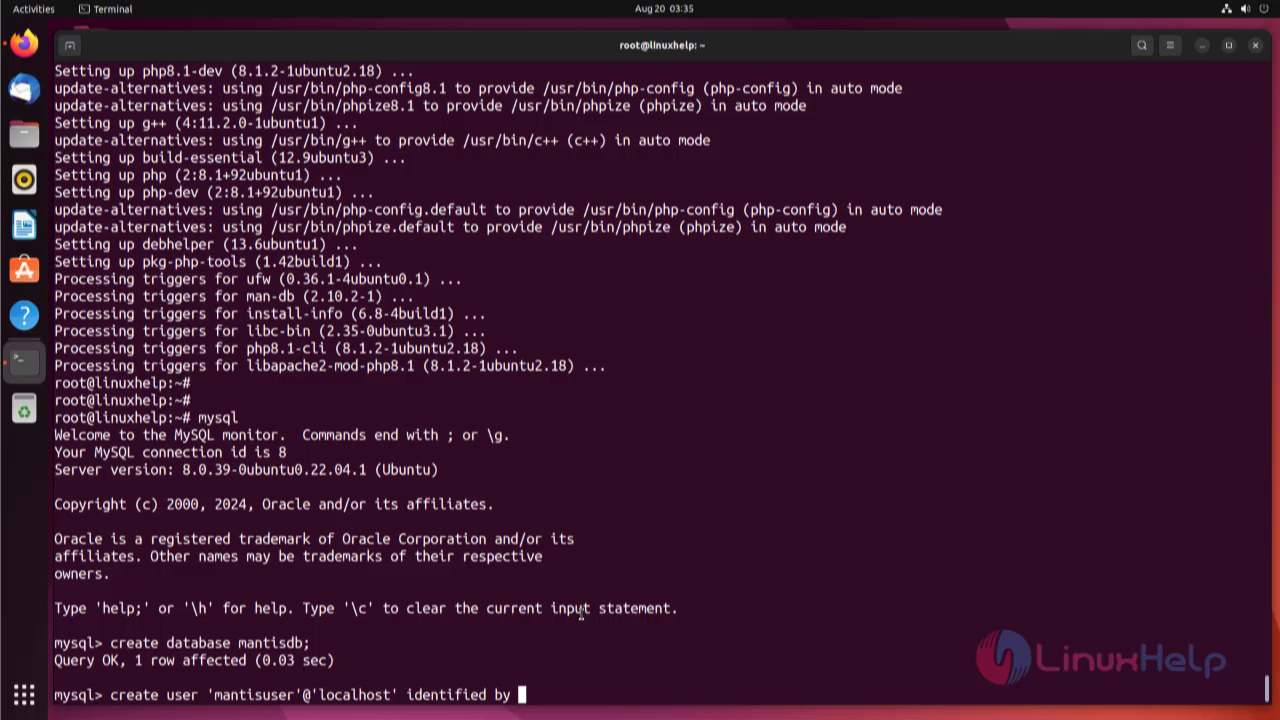 Activities
Terminal
Aug 20 03:35
root@linuxhelp: ~
Setting up php8.1-dev (8.1.2-1ubuntu2.18) ...
update-alternatives: using /usr/bin/php-config8.1 to provide /usr/bin/php-config (php-config) in auto mode
update-alternatives: using /usr/bin/phpize8.1 to provide /usr/bin/phpize (phpize) in auto mode
Setting up g++ (4:11.2.0-1ubuntu1) ...
update-alternatives: using /usr/bin/g++ to provide /usr/bin/c++ (c++) in auto mode
Setting up build-essential (12.9ubuntu3) ...
Setting up php (2:8.1+92ubuntu1) ...
Setting up php-dev (2:8.1+92ubuntu1) ...
update-alternatives: using /usr/bin/php-config.default to provide /usr/bin/php-config (php-config) in auto mode
update-alternatives: using /usr/bin/phpize.default to provide /usr/bin/phpize (phpize) in auto mode
Setting up debhelper (13.6ubuntu1) ...
Setting up pkg-php-tools (1.42build1) ...
Processing triggers for ufw (0.36.1-4ubuntu0.1) ...
Processing triggers for man-db (2.10.2-1) ...
Processing triggers for install-info (6.8-4build1) ...
Processing triggers for libc-bin (2.35-0ubuntu3.1) ...
Processing triggers for php8.1-cli (8.1.2-1ubuntu2.18) ...
Processing triggers for libapache2-mod-php8.1 (8.1.2-1ubuntu2.18) ...
root@linuxhelp:~#
root@linuxhelp:~#
root@linuxhelp:~# mysql
Welcome to the MySQL monitor.  Commands end with ; or \g.
Your MySQL connection id is 8
Server version: 8.0.39-0ubuntu0.22.04.1 (Ubuntu)
Copyright (c) 2000, 2024, Oracle and/or its affiliates.
Oracle is a registered trademark of Oracle Corporation and/or its
affiliates. Other names may be trademarks of their respective
owners.
Type 'help;' or '\h' for help. Type '\c' to clear the current input statement.
mysql> create database mantisdb;
Query OK, 1 row affected (0.03 sec)
mysql> create user 'mantisuser'@'localhost' identified by
LinuxHelp